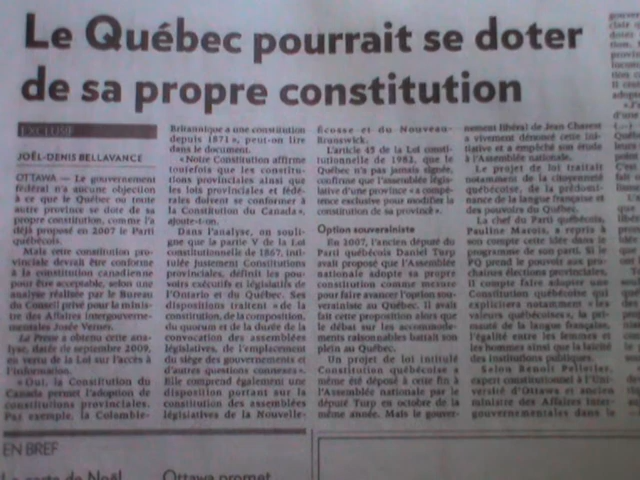 Le Québec pourrait se doter
de sa propre constitution
EXCLUSIF
JOËL-DENIS BELLAVANCE
OTTAWA — Le gouvernement
fédéral n'a aucune objection
à ce que le Québec ou toute
autre province se dote de sa
propre constitution, comme l'a
déjà proposé en 2007 le Parti
québécois.
Mais cette constitution pro-
vinciale devrait être conforme
à la constitution canadienne
pour être acceptable, selon une
analyse réalisée par le Bureau
du Conseil privé pour la minis-
tre des Affaires intergouverne-
mentales Josée Verner.
La Presse a obtenu cette ana-
lyse, datée de septembre 2009,
en vertu de la Loi sur l'accès à
l'information.
« Oui, la Constitution du
Canada permet l'adoption de
constitutions provinciales.
Par exemple, la Colombie-
Britannique a une constitution
depuis 1871 », peut-on lire
dans le document.
« Notre Constitution affirme
toutefois que les consti-
tutions provinciales ainsi que
les lois provinciales et fédé-
rales doivent se conformer à
la Constitution du Canada »,
ajoute-t-on.
Dans l'analyse, on souli-
gne que la partie V de la Loi
constitutionnelle de 1867, inti-
tulée justement Constitutions
provinciales, définit les pou-
voirs exécutifs et législatifs de
l'Ontario et du Québec. Ses
dispositions traitent « de la
constitution, de la composition,
du quorum et de la durée de la
convocation des assemblées
législatives, de l'emplacement
du siège des gouvernements et
d'autres questions connexes ».
Elle comprend également une
disposition portant sur la
constitution des assemblées
législatives de la Nouvelle-
Écosse et du Nouveau-
Brunswick.
L'article 45 de la Loi consti-
tutionnelle de 1982, que le
Québec n'a pas jamais signée,
confirme que l'assemblée légis-
lative d'une province « a compé-
tence exclusive pour modifier la
constitution de sa province ».
Option souverainiste
En 2007, l'ancien député du
Parti québécois Daniel Turp
avait proposé que l'Assemblée
nationale adopte sa propre
constitution comme mesure
pour faire avancer l'option sou-
verainiste au Québec. Il avait
fait cette proposition alors que
le débat sur les accommode-
ments raisonnables battait son
plein au Québec.
Un projet de loi intitulé
Constitution québécoise a
même été déposé à cette fin à
l'Assemblée nationale par le
député Turp en octobre de la
même année. Mais le gouver-
nement libéral de Jean Charest
a vivement dénoncé cette ini-
tiative et a empêché son étude
à l'Assemblée nationale.
Le projet de loi traitait
notamment de la citoyenneté
québécoise, de la prédomi-
nance de la langue française et
des pouvoirs du Québec.
La chef du Parti québécois,
Pauline Marois, a repris à
son compte cette idée dans le
programme de son parti. Si le
PQ prend le pouvoir aux pro-
chaines élections provinciales,
il compte faire adopter une
Constitution québécoise qui
explicitera notamment « les
valeurs québécoises », la pri-
mauté de la langue française,
l'égalité entre les femmes et
les hommes ainsi que la laïcité
des institutions publiques.
Selon Benoît Pelletier,
expert constitutionnel à l'Uni-
versité d'Ottawa et ancien
ministre des Affaires inter-
gouvernementales dans le
EN BREF
de Noël
Ottawa promet